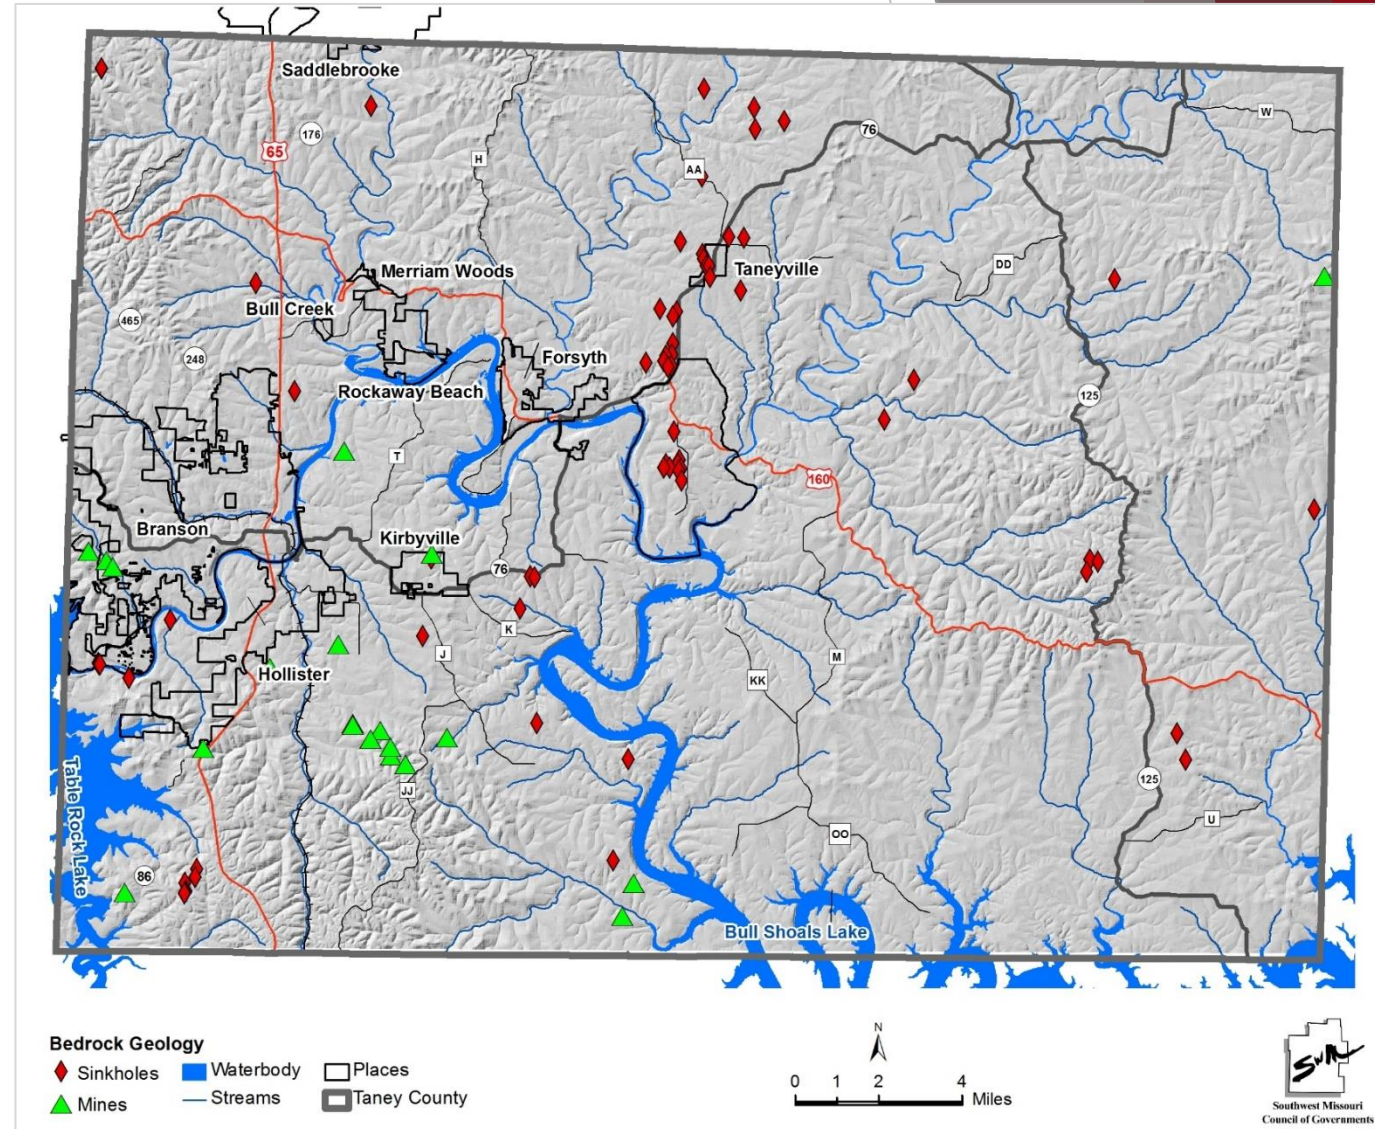 Saddlebrooke
176
65
H
76
W
AA
Merriam Woods
Taneyville
DD
Bull Creek
465
248
Forsyth
Rockaway Beach
125
T
160
Branson
Kirbyville
76
K
J
M
KK
Hollister
Table Rock Lake
JJ
125
U
OO
86
Bull Shoals Lake
Bedrock Geology
Sinkholes
Waterbody
Places
Mines
Streams
Taney County
N
0 1 2 4
Miles
SWM
Southwest Missouri
Council of Governments